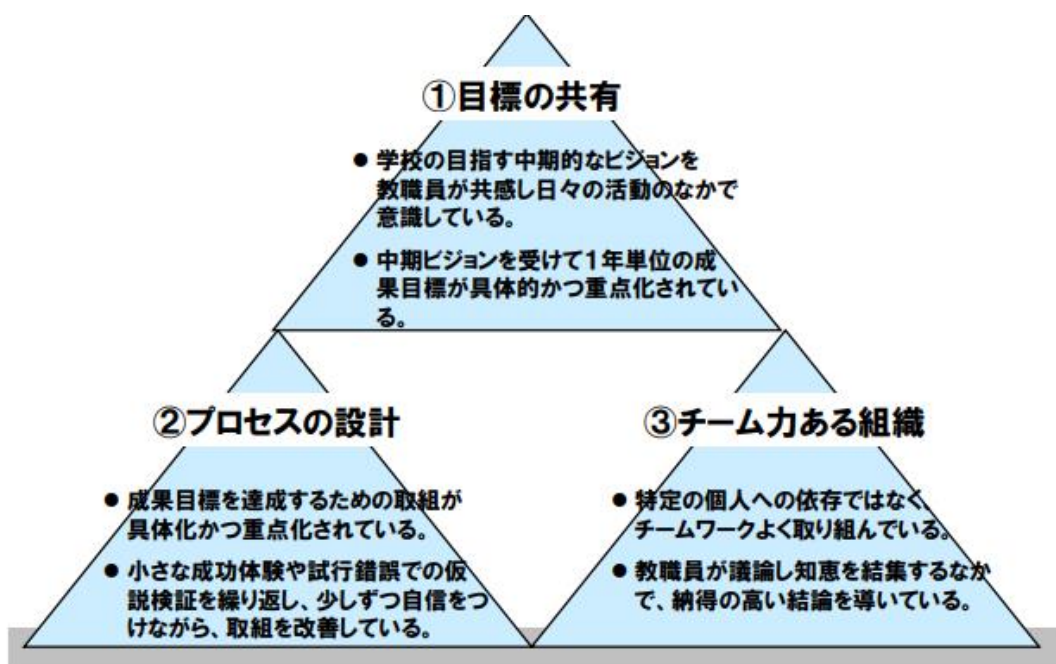 ①目標の共有
● 学校の目指す中期的なビジョンを
教職員が共感し日々の活動のなかで
意識している。
● 中期ビジョンを受けて1年単位の成
果目標が具体的かつ重点化されてい
る。
②プロセスの設計
● 成果目標を達成するための取組が
具体化かつ重点化されている。
● 小さな成功体験や試行錯誤での仮
説検証を繰り返し、少しずつ自信をつ
けながら、取組を改善している。
③チーム力ある組織
● 特定の個人への依存ではなく、
チームワークよく取り組んでいる。
● 教職員が議論し知恵を結集するなか
で、納得の高い結論を導いている。